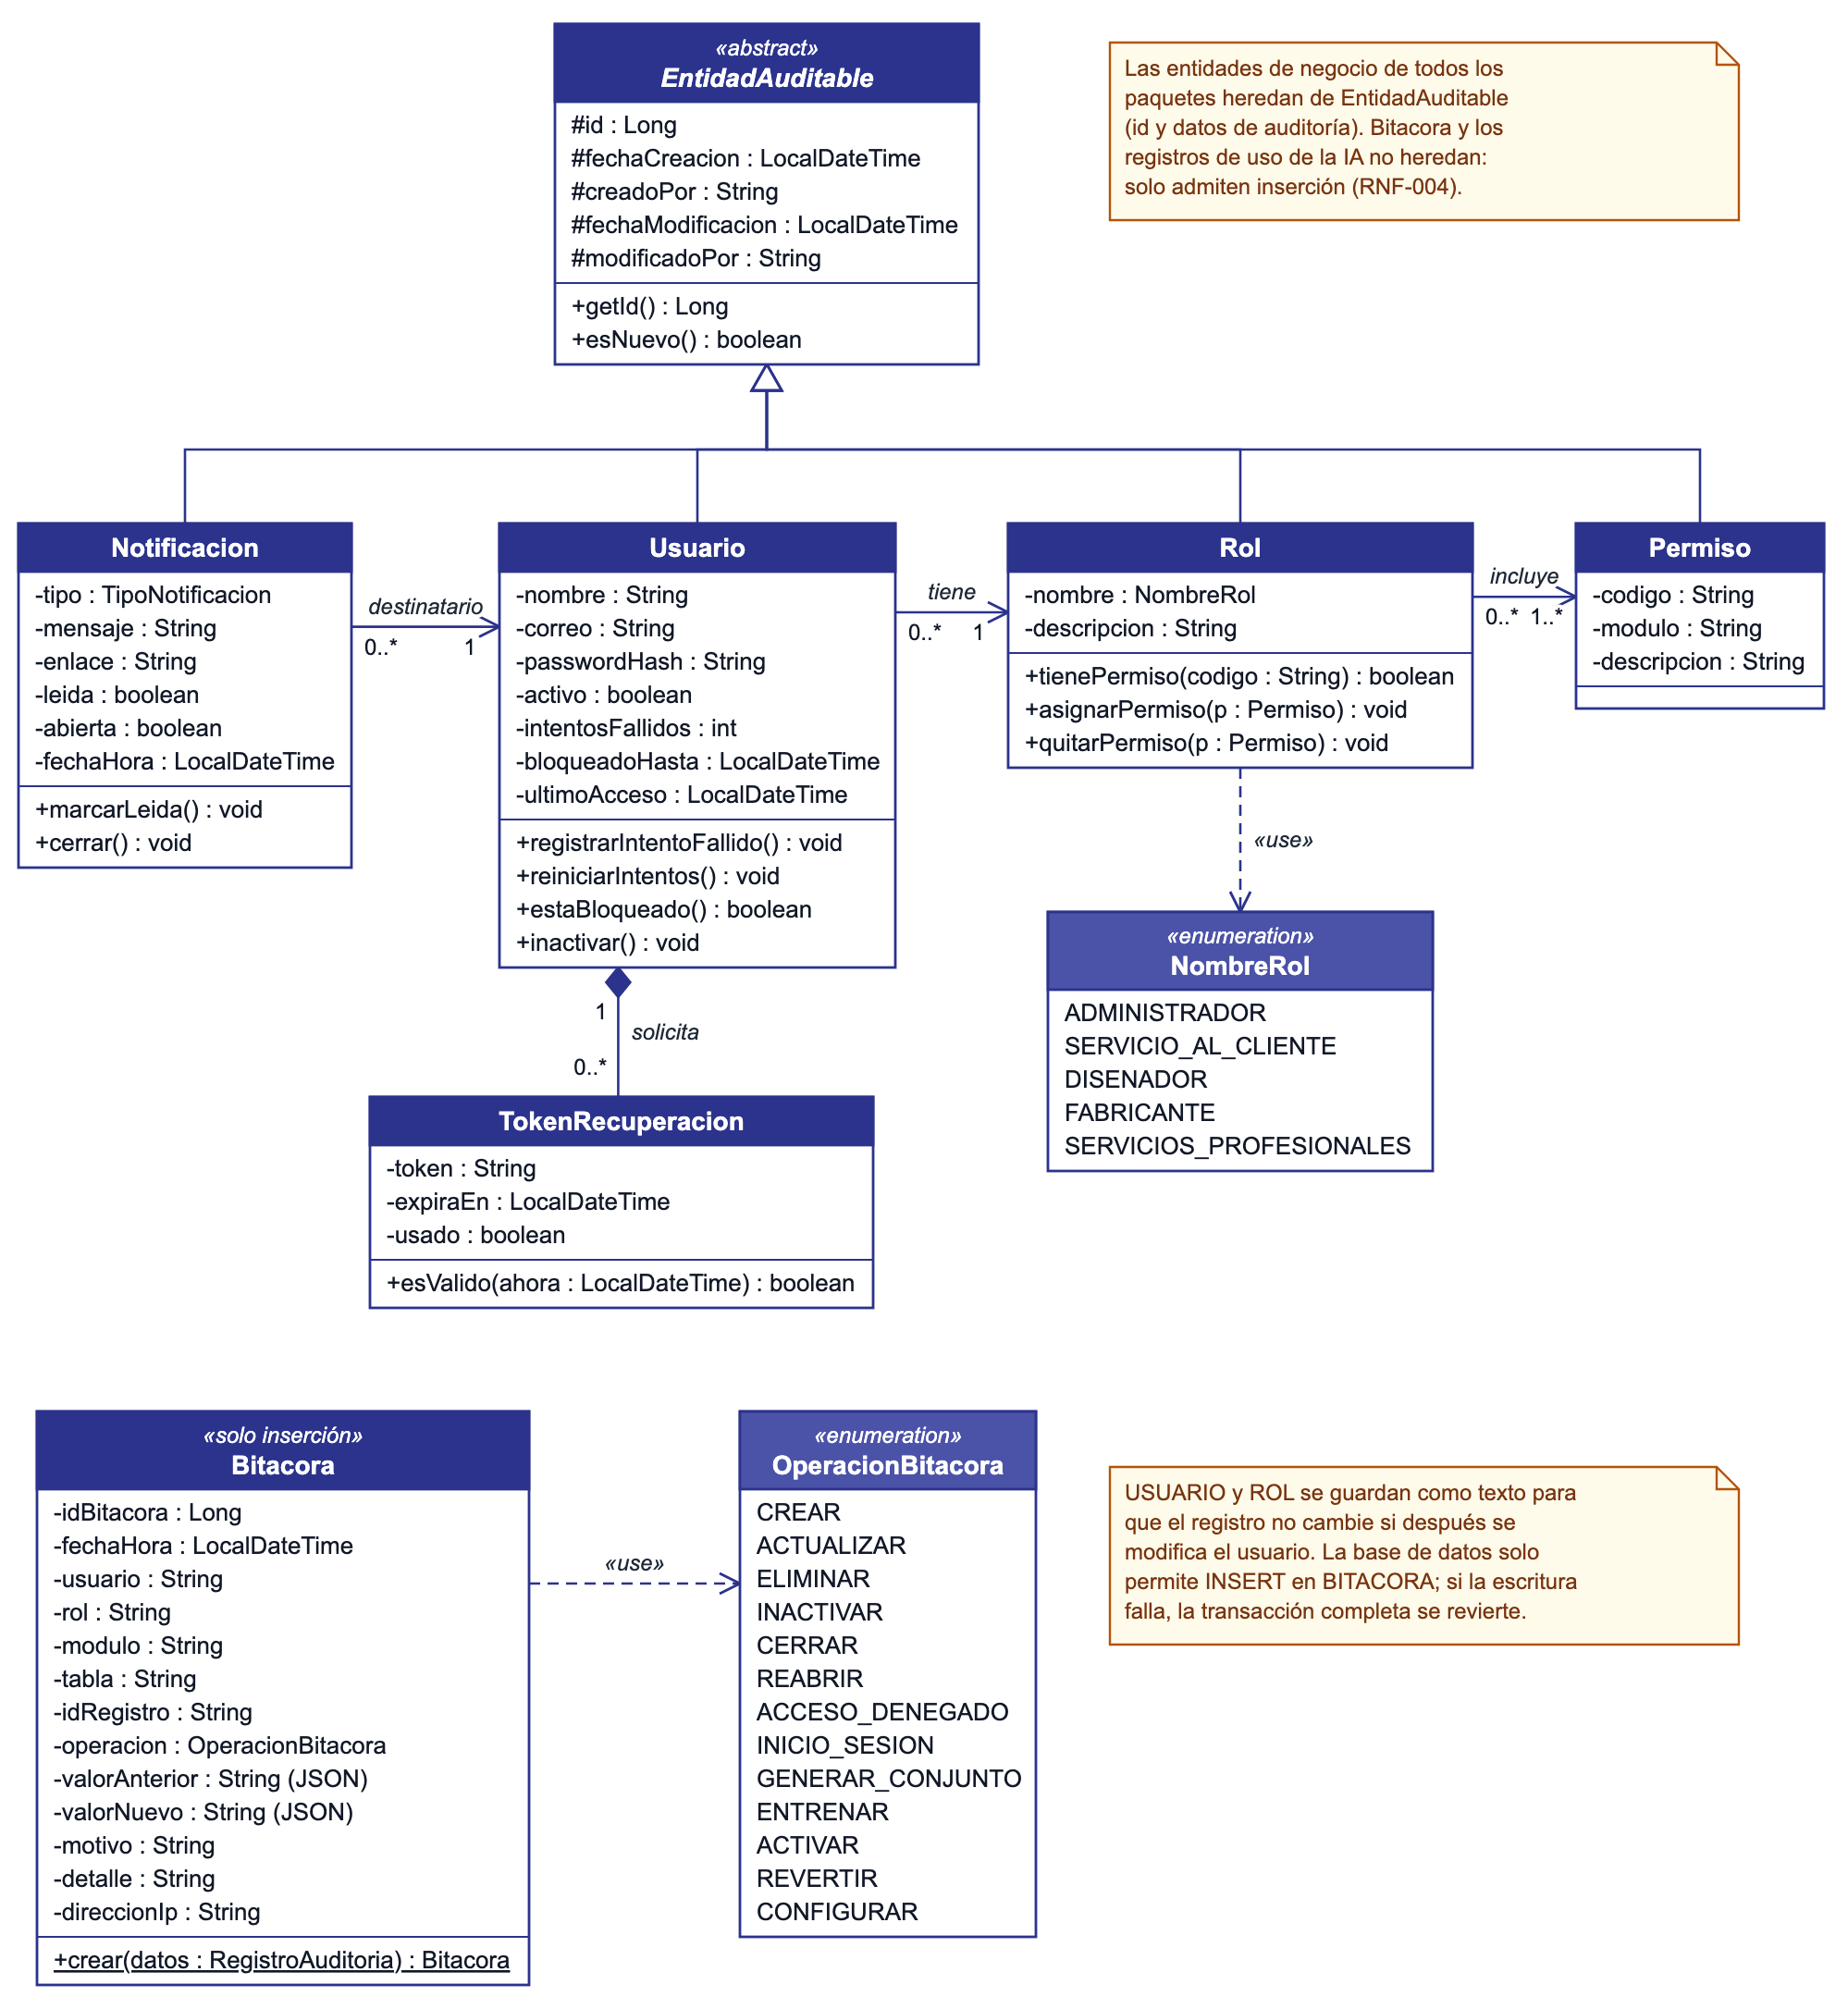 «abstract»
EntidadAuditable
#id : Long
#fechaCreacion : LocalDateTime
#creadoPor : String
#fechaModificacion : LocalDateTime
#modificadoPor : String
+getId() : Long
+esNuevo() : boolean
Las entidades de negocio de todos los
paquetes heredan de EntidadAuditable
(id y datos de auditoría). Bitacora y los
registros de uso de la IA no heredan:
solo admiten inserción (RNF-004).
Notificacion
-tipo : TipoNotificacion
-mensaje : String
-enlace : String
-leida : boolean
-abierta : boolean
-fechaHora : LocalDateTime
+marcarLeida() : void
+cerrar() : void
destinatario
0..*
1
Usuario
-nombre : String
-correo : String
-passwordHash : String
-activo : boolean
-intentosFallidos : int
-bloqueadoHasta : LocalDateTime
-ultimoAcceso : LocalDateTime
+registrarIntentoFallido() : void
+reiniciarIntentos() : void
+estaBloqueado() : boolean
+inactivar() : void
tiene
0..*
1
Rol
-nombre : NombreRol
-descripcion : String
+tienePermiso(codigo : String) : boolean
+asignarPermiso(p : Permiso) : void
+quitarPermiso(p : Permiso) : void
incluye
0..*
1..*
Permiso
-codigo : String
-modulo : String
-descripcion : String
«use»
«enumeration»
NombreRol
ADMINISTRADOR
SERVICIO_AL_CLIENTE
DISENADOR
FABRICANTE
SERVICIOS_PROFESIONALES
1
solicita
0..*
TokenRecuperacion
-token : String
-expiraEn : LocalDateTime
-usado : boolean
+esValido(ahora : LocalDateTime) : boolean
«solo inserción»
Bitacora
-idBitacora : Long
-fechaHora : LocalDateTime
-usuario : String
-rol : String
-modulo : String
-tabla : String
-idRegistro : String
-operacion : OperacionBitacora
-valorAnterior : String (JSON)
-valorNuevo : String (JSON)
-motivo : String
-detalle : String
-direccionIp : String
+crear(datos : RegistroAuditoria) : Bitacora
«use»
«enumeration»
OperacionBitacora
CREAR
ACTUALIZAR
ELIMINAR
INACTIVAR
CERRAR
REABRIR
ACCESO_DENEGADO
INICIO_SESION
GENERAR_CONJUNTO
ENTRENAR
ACTIVAR
REVERTIR
CONFIGURAR
USUARIO y ROL se guardan como texto para
que el registro no cambie si después se
modifica el usuario. La base de datos solo
permite INSERT en BITACORA; si la escritura
falla, la transacción completa se revierte.